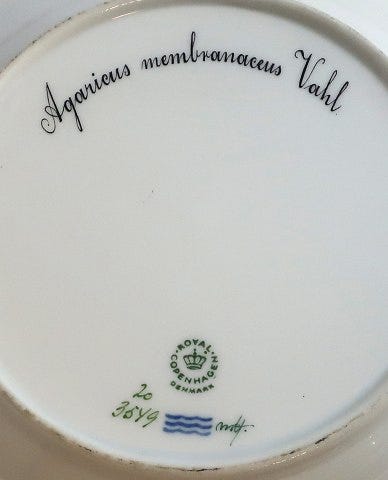 Agaricus membranaceus Vahl
ROYAL
COPENHAGEN
DENMARK
20
3549